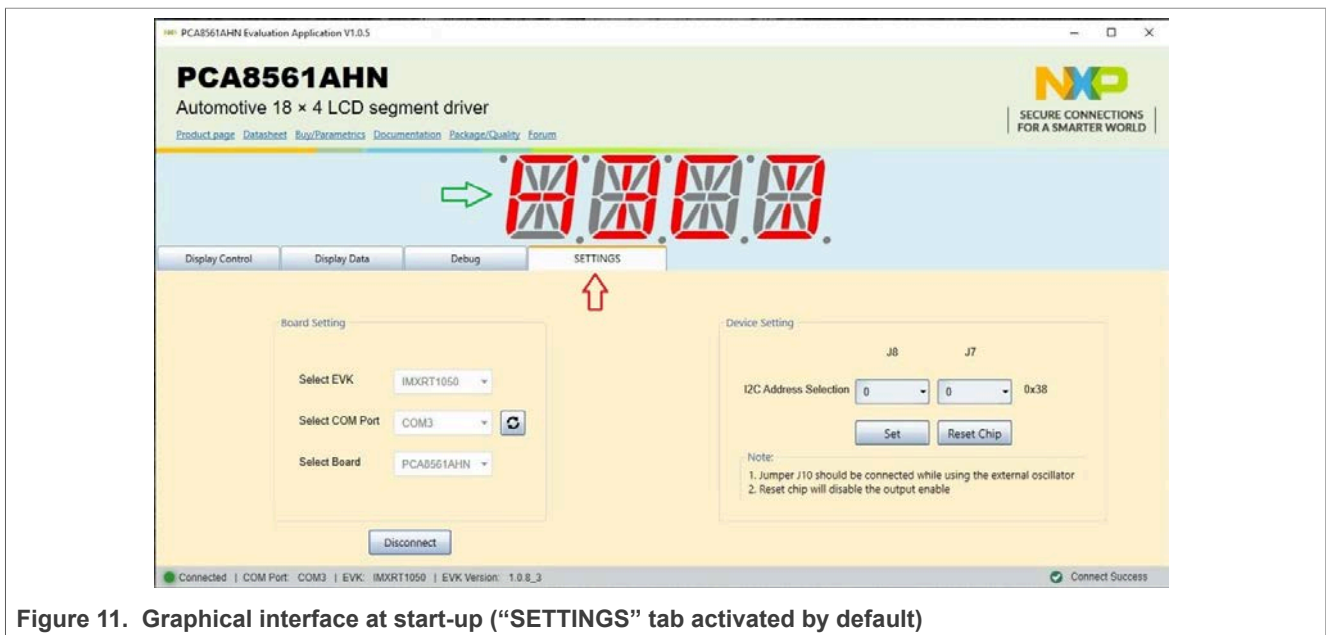 PCA8561AHN Evaluation Application V1.0.5
PCA8561AHN
Automotive 18 × 4 LCD segment driver
Product page Datasheet Buy/Parametrics Documentation Package/Quality Forum
NXP
SECURE CONNECTIONS
FOR A SMARTER WORLD
Display Control Display Data Debug SETTINGS
Board Setting
Select EVK IMXRT1050
Select COM Port COM3
Select Board PCA8561AHN
Disconnect
Device Setting
J8 J7
I2C Address Selection 0 0 0x38
Set Reset Chip
Note:
1. Jumper J10 should be connected while using the external oscillator
2. Reset chip will disable the output enable
Connected | COM Port: COM3 | EVK: IMXRT1050 | EVK Version: 1.0.8_3
Connect Success
Figure 11. Graphical interface at start-up (“SETTINGS” tab activated by default)